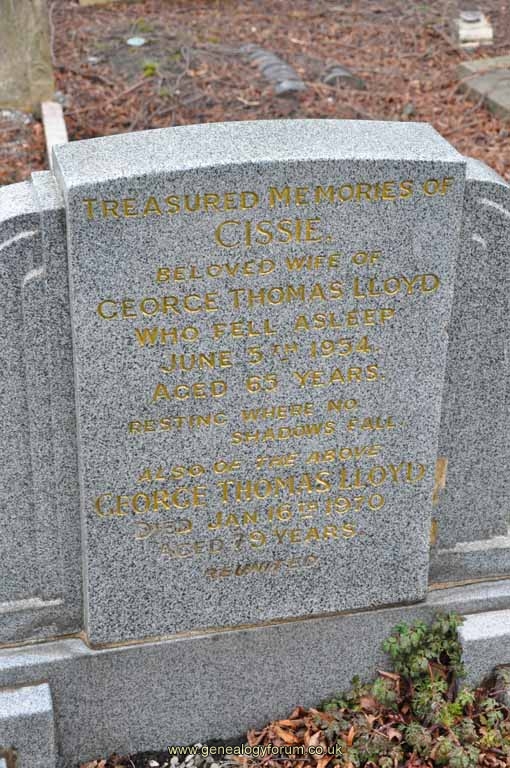 TREASURED MEMORIES OF
CISSIE.
BELOVED WIFE OF
GEORGE THOMAS LLOYD
WHO FELL ASLEEP
JUNE 5TH 1954.
AGED 65 YEARS.
RESTING WHERE NO
SHADOWS FALL
ALSO OF THE ABOVE
GEORGE THOMAS LLOYD
DIED JAN 16TH 1970
AGED 79 YEARS.
REUNITED
www.genealogyforum.co.uk